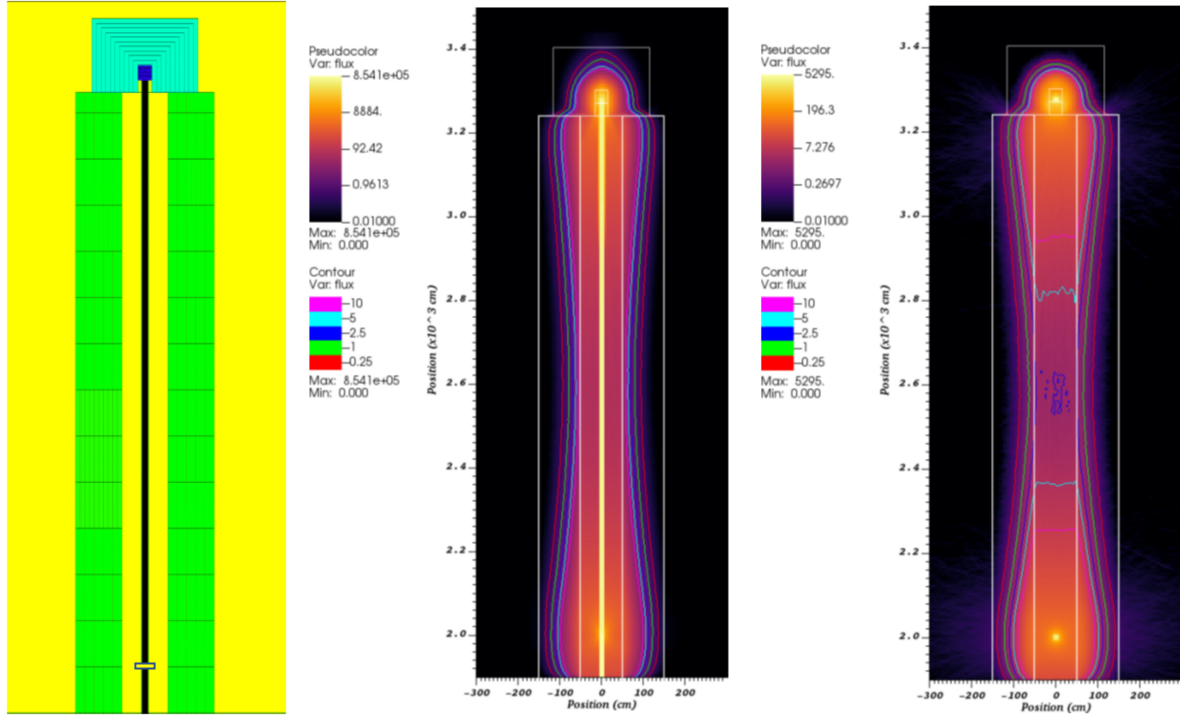 Pseudocolor
Var: flux
8.541e+05
8884.
92.42
0.9613
0.01000
Max: 8.541e+05
Min: 0.000
Contour
Var: flux
10
5
2.5
1
0.25
Max: 8.541e+05
Min: 0.000
Position (x10^3 cm)
3.4
3.2
3.0
2.8
2.6
2.4
2.2
2.0
-300 -200 -100 0 100 200
Position (cm)
Pseudocolor
Var: flux
5295.
196.3
7.276
0.2697
0.01000
Max: 5295.
Min: 0.000
Contour
Var: flux
10
5
2.5
1
0.25
Max: 5295.
Min: 0.000
Position (x10^3 cm)
3.4
3.2
3.0
2.8
2.6
2.4
2.2
2.0
-300 -200 -100 0 100 200
Position (cm)